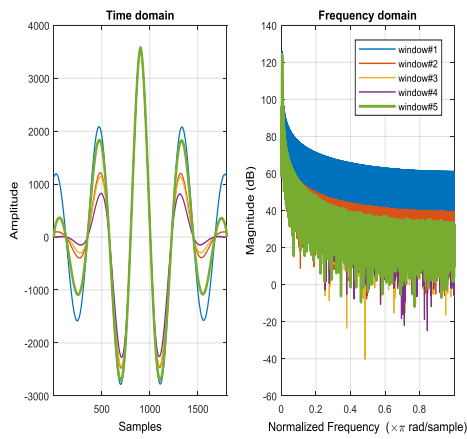 Time domain
4000
3000
2000
1000
0
-1000
-2000
-3000
500
1000
1500
Amplitude
Samples
Frequency domain
140
120
100
80
60
40
20
0
-20
-40
-60
0
0.2
0.4
0.6
0.8
Magnitude (dB)
Normalized Frequency (×π rad/sample)
window#1
window#2
window#3
window#4
window#5